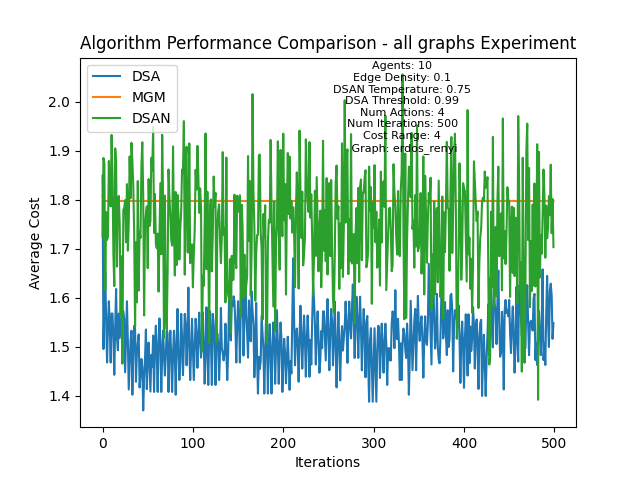 Algorithm Performance Comparison - all graphs Experiment
DSA
MGM
DSAN
Agents: 10
Edge Density: 0.1
DSAN Temperature: 0.75
DSA Threshold: 0.99
Num Actions: 4
Num Iterations: 500
Cost Range: 4
Graph: erdos_renyi
Average Cost
2.0
1.9
1.8
1.7
1.6
1.5
1.4
0 100 200 300 400 500
Iterations